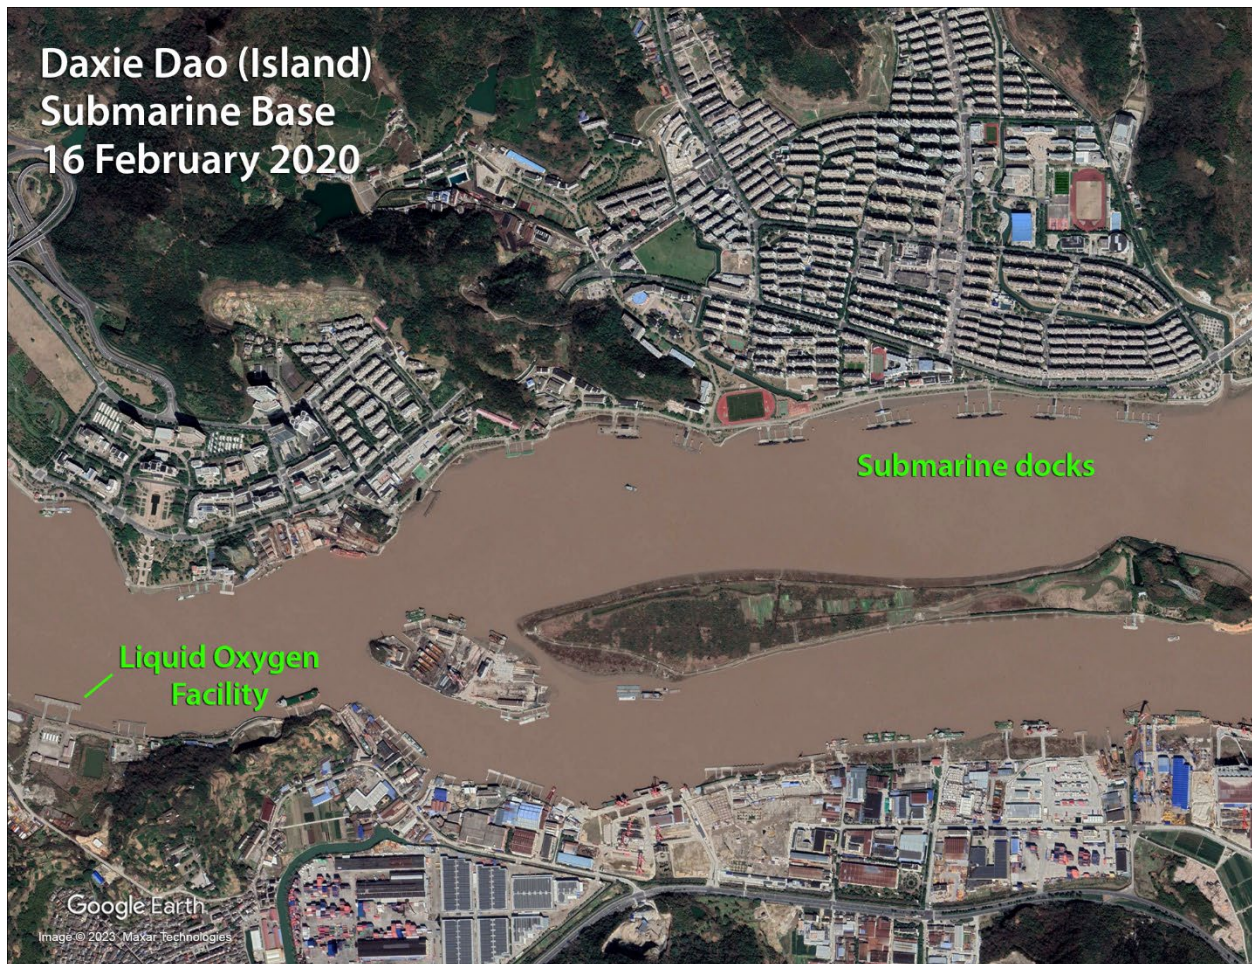 Daxie Dao (Island)
Submarine Base
16 February 2020
Submarine docks
Liquid Oxygen
Facility
Google Earth
Image © 2023 Maxar Technologies